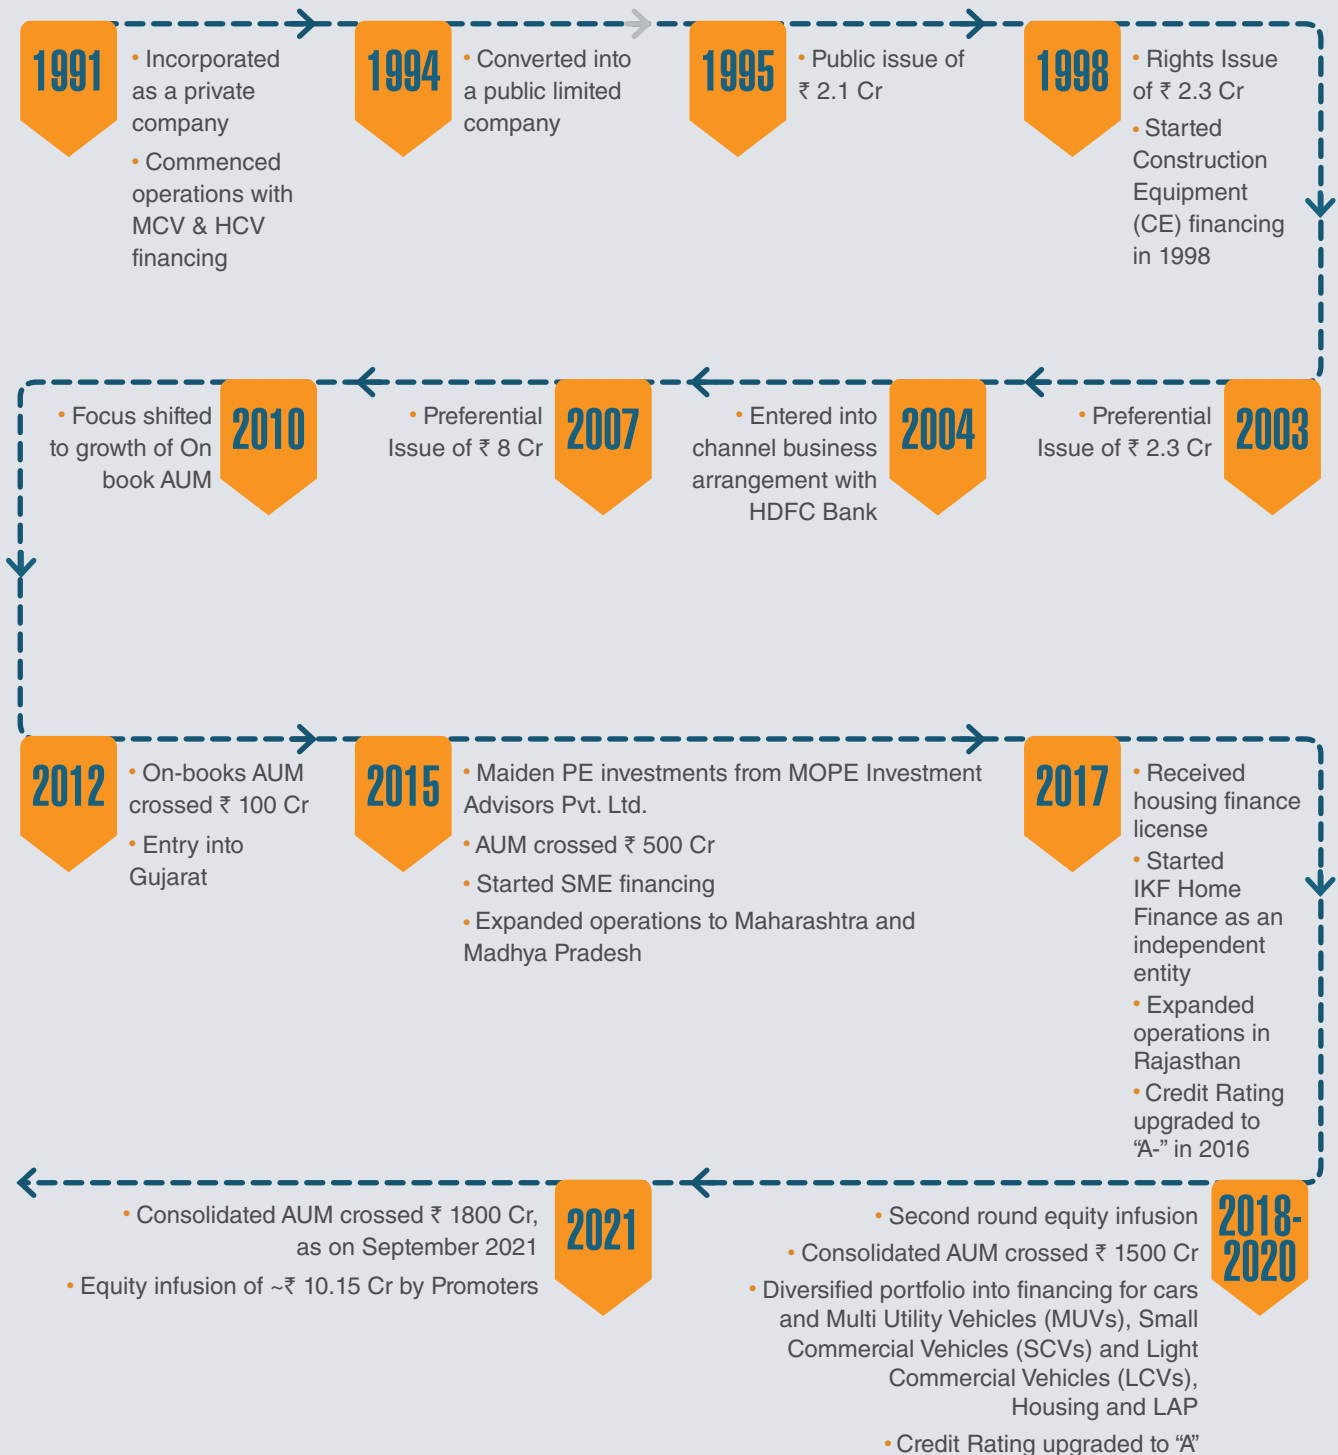 1991
• Incorporated
as a private
company
• Commenced
operations with
MCV & HCV
financing
1994
• Converted into
a public limited
company
1995
• Public issue of
₹ 2.1 Cr
1998
• Rights Issue
of ₹ 2.3 Cr
• Started
Construction
Equipment
(CE) financing
in 1998
2003
• Preferential
Issue of ₹ 2.3 Cr
2004
• Entered into
channel business
arrangement with
HDFC Bank
2007
• Preferential
Issue of ₹ 8 Cr
2010
• Focus shifted
to growth of On
book AUM
2012
• On-books AUM
crossed ₹ 100 Cr
• Entry into
Gujarat
2015
• Maiden PE investments from MOPE Investment
Advisors Pvt. Ltd.
• AUM crossed ₹ 500 Cr
• Started SME financing
• Expanded operations to Maharashtra and
Madhya Pradesh
2017
• Received
housing finance
license
• Started
IKF Home
Finance as an
independent
entity
• Expanded
operations in
Rajasthan
• Credit Rating
upgraded to
“A-” in 2016
2018-
2020
• Second round equity infusion
• Consolidated AUM crossed ₹ 1500 Cr
• Diversified portfolio into financing for cars
and Multi Utility Vehicles (MUVs), Small
Commercial Vehicles (SCVs) and Light
Commercial Vehicles (LCVs),
Housing and LAP
• Credit Rating upgraded to “A”
2021
• Consolidated AUM crossed ₹ 1800 Cr,
as on September 2021
• Equity infusion of ~₹ 10.15 Cr by Promoters